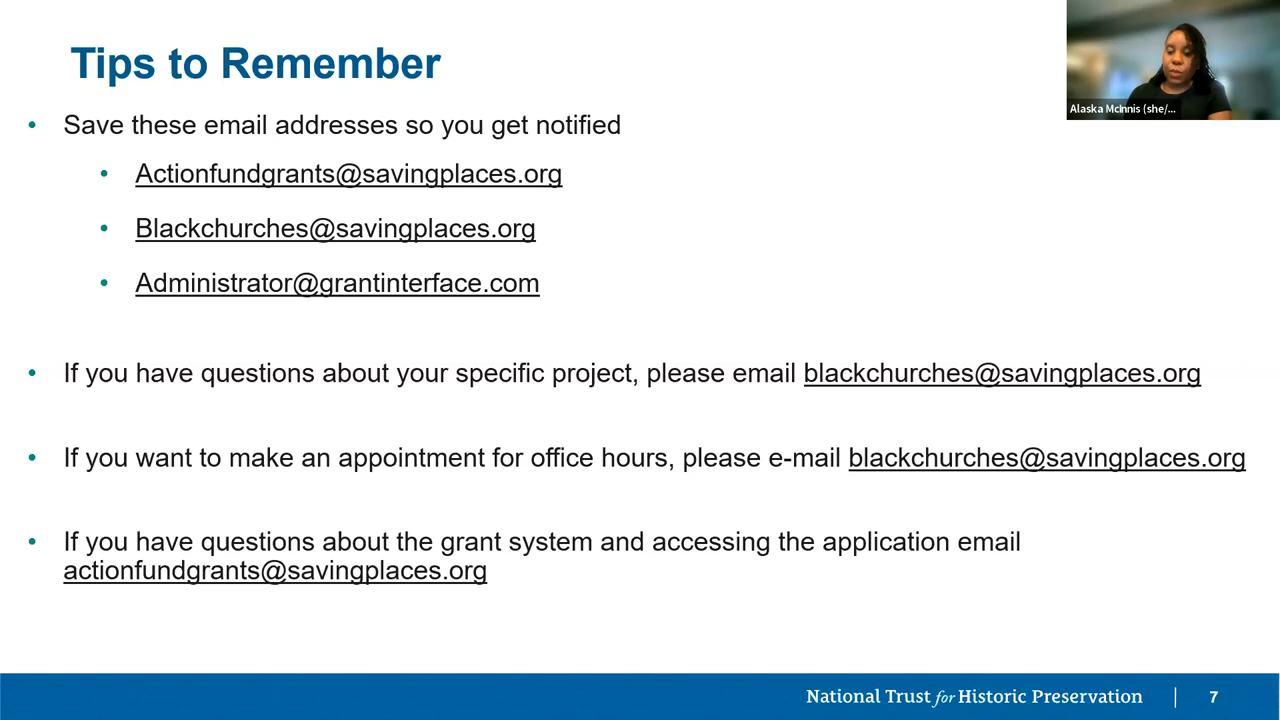 Tips to Remember
Alaska McInnis (she/...
• Save these email addresses so you get notified
• Actionfundgrants@savingplaces.org
• Blackchurches@savingplaces.org
• Administrator@grantinterface.com
• If you have questions about your specific project, please email blackchurches@savingplaces.org
• If you want to make an appointment for office hours, please e-mail blackchurches@savingplaces.org
• If you have questions about the grant system and accessing the application email
actionfundgrants@savingplaces.org
National Trust for Historic Preservation | 7